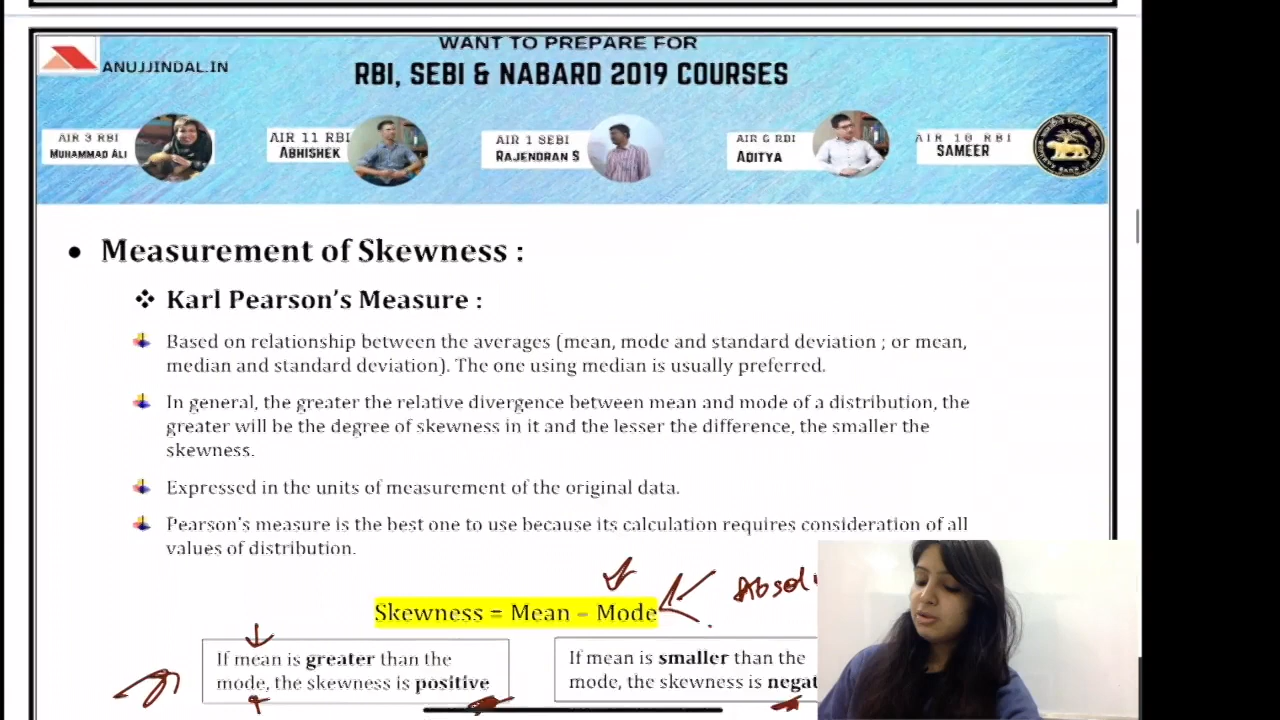 WANT TO PREPARE FOR
ANUJJINDAL.IN
RBI, SEBI & NABARD 2019 COURSES
AIR 3 RBI
MUHAMMAD ALI
AIR 11 RBI
ABHISHEK
AIR 1 SEBI
RAJENDRAN S
AIR 6 RBI
ADITYA
AIR 10 RBI
SAMEER
• Measurement of Skewness :
❖ Karl Pearson's Measure :
Based on relationship between the averages (mean, mode and standard deviation ; or mean,
median and standard deviation). The one using median is usually preferred.
In general, the greater the relative divergence between mean and mode of a distribution, the
greater will be the degree of skewness in it and the lesser the difference, the smaller the
skewness.
Expressed in the units of measurement of the original data.
Pearson's measure is the best one to use because its calculation requires consideration of all
values of distribution.
Absol
Skewness = Mean – Mode
If mean is greater than the
mode, the skewness is positive
If mean is smaller than the
mode, the skewness is negat